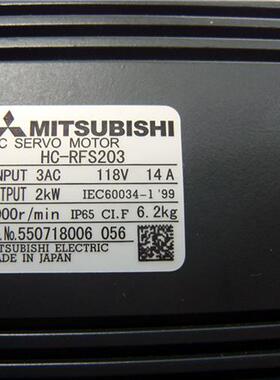 MITSUBISHI
C SERVO MOTOR
HC-RFS203
NPUT 3AC 118V 14A
TPUT 2kW IEC60034-1'99
000r/min IP65 CI.F 6.2kg
.No.550718006 056
TSUBISHI ELECTRIC
ADE IN JAPAN